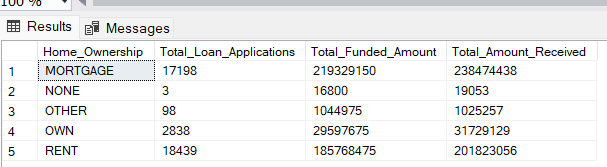 100 %
Results Messages
Home_Ownership Total_Loan_Applications Total_Funded_Amount Total_Amount_Received
1 MORTGAGE 17198 219329150 238474438
2 NONE 3 16800 19053
3 OTHER 98 1044975 1025257
4 OWN 2838 29597675 31729129
5 RENT 18439 185768475 201823056